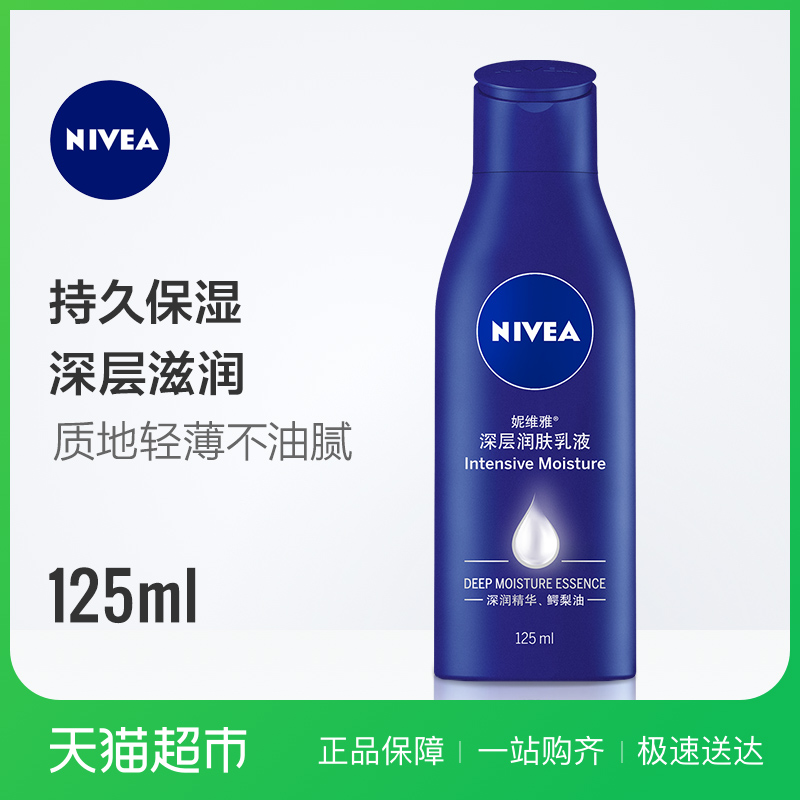 NIVEA
持久保湿
深层滋润
质地轻薄不油腻
125ml
NIVEA
妮维雅®
深层润肤乳液
Intensive Moisture
DEEP MOISTURE ESSENCE
深润精华、鳄梨油
125 ml
天猫超市
正品保障 | 一站购齐 | 极速送达